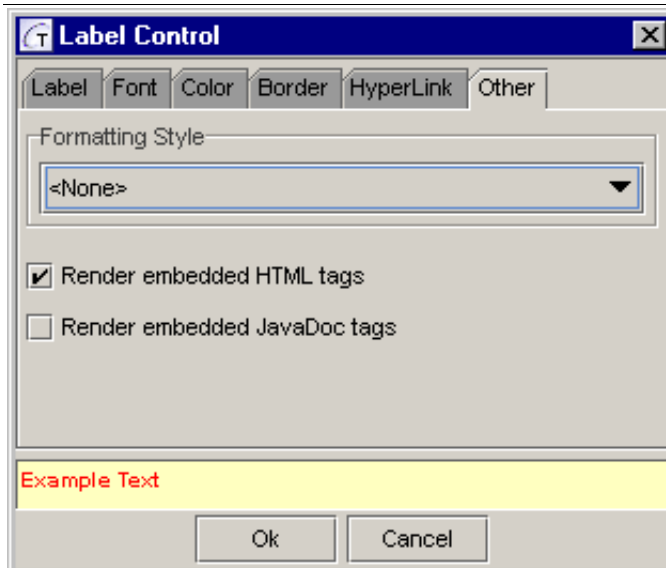 T Label Control
Label Font Color Border HyperLink Other
Formatting Style
<None>
Render embedded HTML tags
Render embedded JavaDoc tags
Example Text
Ok Cancel